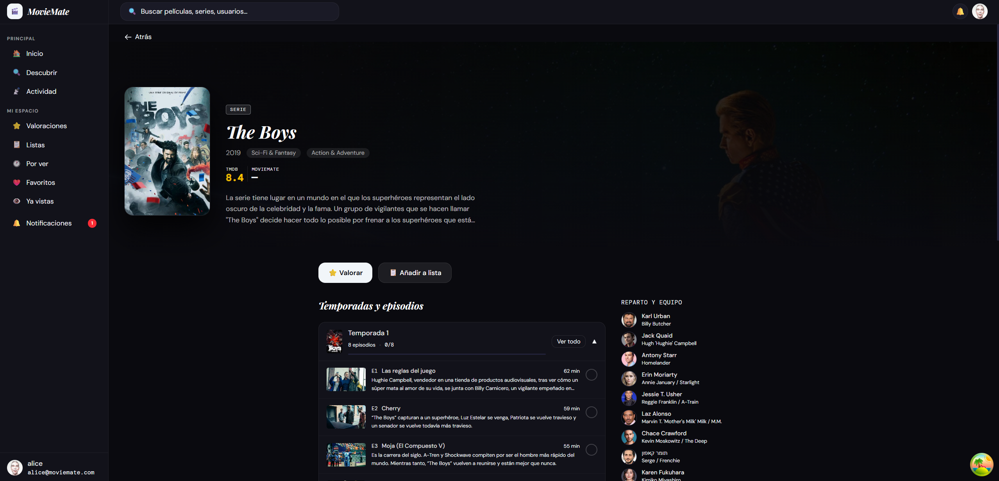 MovieMate
Buscar películas, series, usuarios...
PRINCIPAL
Inicio
Descubrir
Actividad
MI ESPACIO
Valoraciones
Listas
Por ver
Favoritos
Ya vistas
Notificaciones 1
alice
alice@moviemate.com
← Atrás
UNA SERIE ORIGINAL DE PRIME
THE BOYS
SERIE
The Boys
2019 Sci-Fi & Fantasy Action & Adventure
TMDB MOVIEMATE
8.4 —
La serie tiene lugar en un mundo en el que los superhéroes representan el lado
oscuro de la celebridad y la fama. Un grupo de vigilantes que se hacen llamar
"The Boys" decide hacer todo lo posible por frenar a los superhéroes que está...
Valorar
Añadir a lista
Temporadas y episodios
THE BOYS
Temporada 1
8 episodios · 0/8
Ver todo ▲
E1 Las reglas del juego 62 min
Hughie Campbell, vendedor en una tienda de productos audiovisuales, tras ver cómo un
súper mata al amor de su vida, se junta con Billy Carnicero, un vigilante empeñado en...
E2 Cherry 59 min
“The Boys” capturan a un superhéroe, Luz Estelar se venga, Patriota se vuelve travieso y
un senador se vuelve todavía más travieso.
E3 Moja (El Compuesto V) 55 min
Es la carrera del siglo. A-Tren y Shockwave compiten por ser el hombre más rápido del
mundo. Mientras tanto, “The Boys” vuelven a reunirse y están mejor que nunca.
REPARTO Y EQUIPO
Karl Urban
Billy Butcher
Jack Quaid
Hugh 'Hughie' Campbell
Antony Starr
Homelander
Erin Moriarty
Annie January / Starlight
Jessie T. Usher
Reggie Franklin / A-Train
Laz Alonso
Marvin T. 'Mother's Milk' Milk / M.M.
Chace Crawford
Kevin Moskowitz / The Deep
תומר קאפון
Serge / Frenchie
Karen Fukuhara
Kimiko Miyashiro